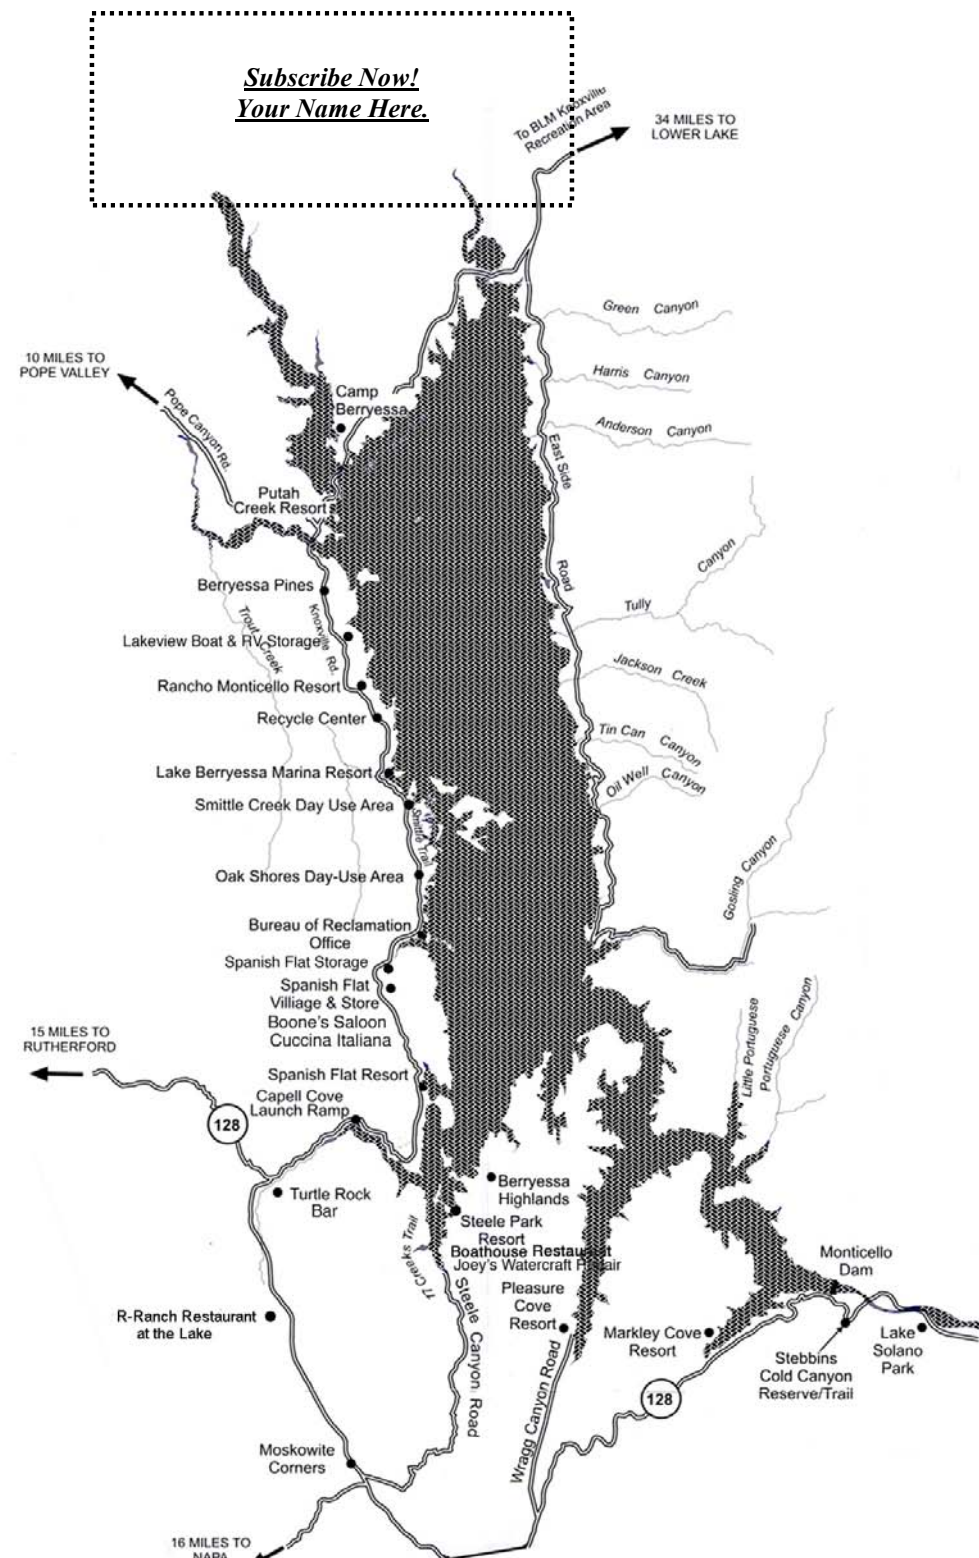 Subscribe Now!
Your Name Here.
To BLM Knoxville
Recreation Area
34 MILES TO
LOWER LAKE
Green Canyon
10 MILES TO
POPE VALLEY
Harris Canyon
Pope Canyon Rd.
Camp
Berryessa
Anderson Canyon
East Side
Road
Putah
Creek Resort
Canyon
Tully
Berryessa Pines
Knoxville Rd.
Trout Creek
Lakeview Boat & RV Storage
Jackson Creek
Rancho Monticello Resort
Recycle Center
Tin Can Canyon
Lake Berryessa Marina Resort
Oil Well Canyon
Smittle Creek Day Use Area
Smittle Trail
Oak Shores Day-Use Area
Gosling Canyon
Bureau of Reclamation
Office
Spanish Flat Storage
Spanish Flat
Villiage & Store
Boone's Saloon
Cuccina Italiana
Little Portuguese
Portuguese Canyon
15 MILES TO
RUTHERFORD
Spanish Flat Resort
Capell Cove
Launch Ramp
128
Berryessa
Highlands
Turtle Rock
Bar
Steele Park
Resort
Boathouse Restaurant
Joey's Watercraft Repair
17 Creeks Trail
Monticello
Dam
Pleasure
Cove
Resort
Steele Canyon Road
R-Ranch Restaurant
at the Lake
Markley Cove
Resort
Lake
Solano
Park
Stebbins
Cold Canyon
Reserve/Trail
Wragg Canyon Road
128
Moskowite
Corners
16 MILES TO
NAPA